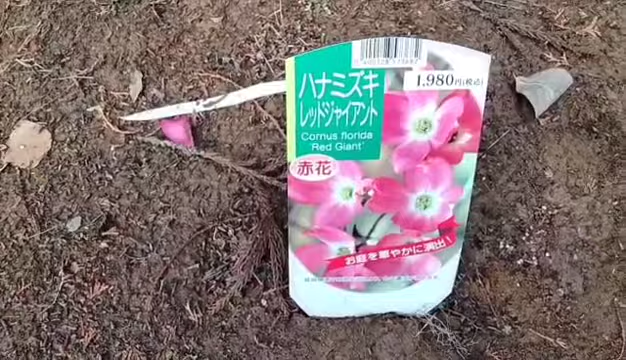 1,980円(税)
ハナミズキ
レッドジャイアント
Cornus florida
'Red Giant'
赤花
お庭を華やかに演出!